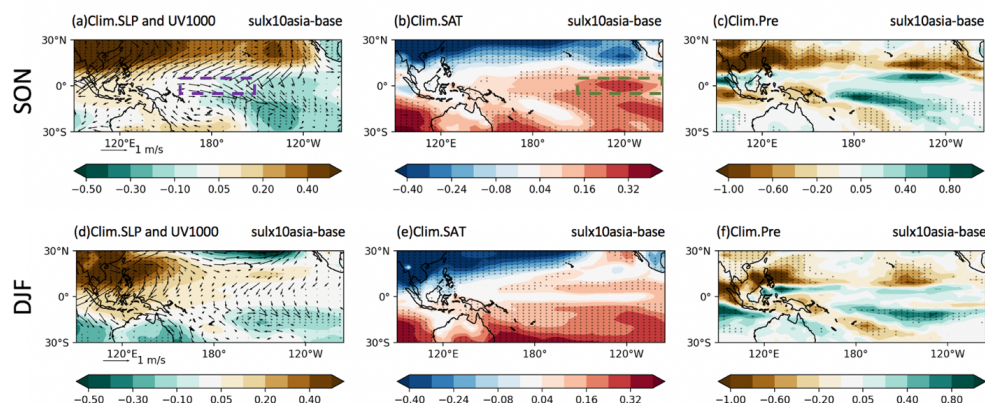 (a)Clim.SLP and UV1000 sulx10asia-base
(b)Clim.SAT sulx10asia-base
(c)Clim.Pre sulx10asia-base
SON
30°N
0°
30°S
120°E 180° 120°W
1 m/s
30°N
0°
30°S
120°E 180° 120°W
30°N
0°
30°S
120°E 180° 120°W
−0.50 −0.30 −0.10 0.05 0.20 0.40
−0.40 −0.24 −0.08 0.04 0.16 0.32
−1.00 −0.60 −0.20 0.05 0.40 0.80
(d)Clim.SLP and UV1000 sulx10asia-base
(e)Clim.SAT sulx10asia-base
(f)Clim.Pre sulx10asia-base
DJF
30°N
0°
30°S
120°E 180° 120°W
1 m/s
30°N
0°
30°S
120°E 180° 120°W
30°N
0°
30°S
120°E 180° 120°W
−0.50 −0.30 −0.10 0.05 0.20 0.40
−0.40 −0.24 −0.08 0.04 0.16 0.32
−1.00 −0.60 −0.20 0.05 0.40 0.80